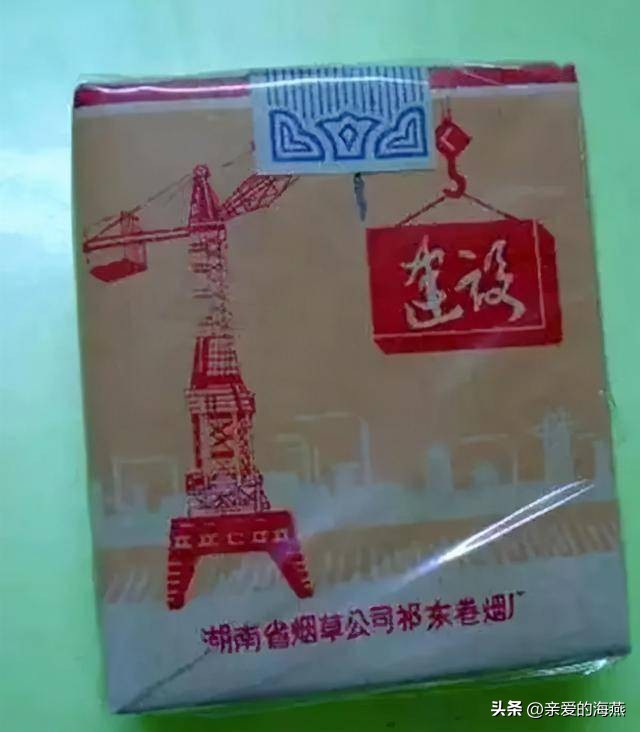 建设
湖南省烟草公司祁东卷烟厂
头条 @亲爱的海燕